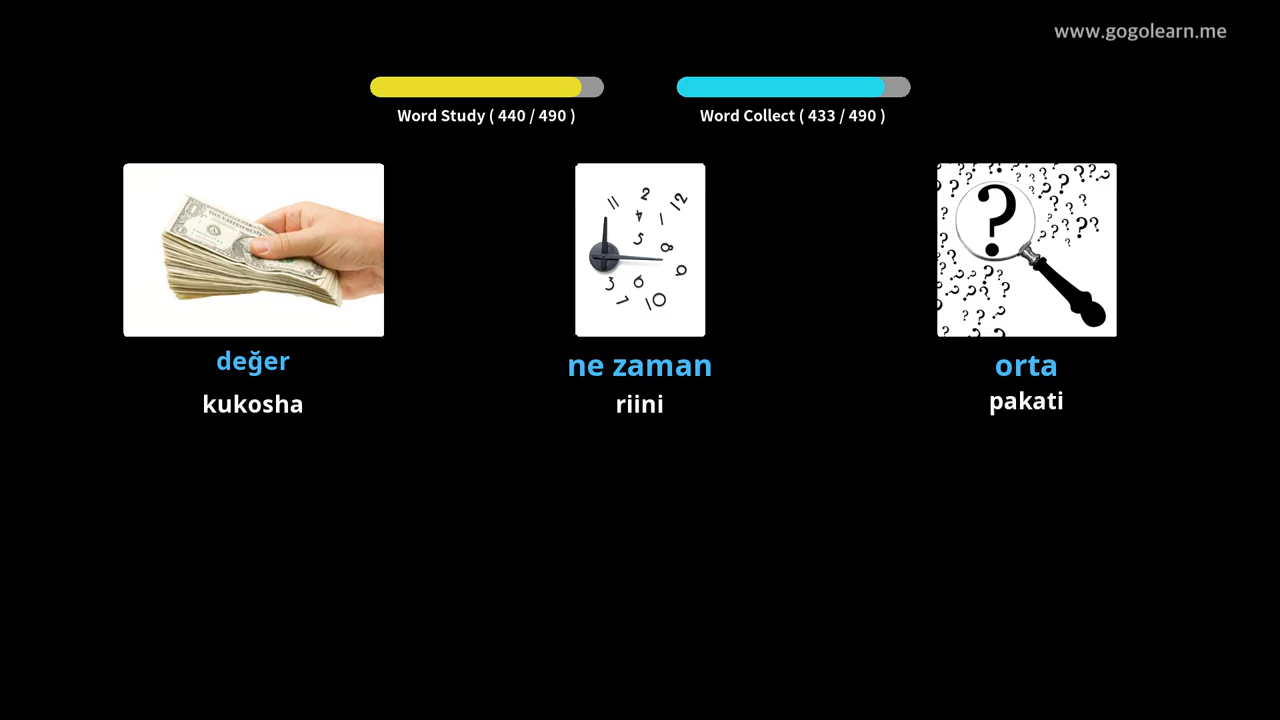 www.gogolearn.me
Word Study ( 440 / 490 )
Word Collect ( 433 / 490 )
değer
ne zaman
orta
kukosha
riini
pakati